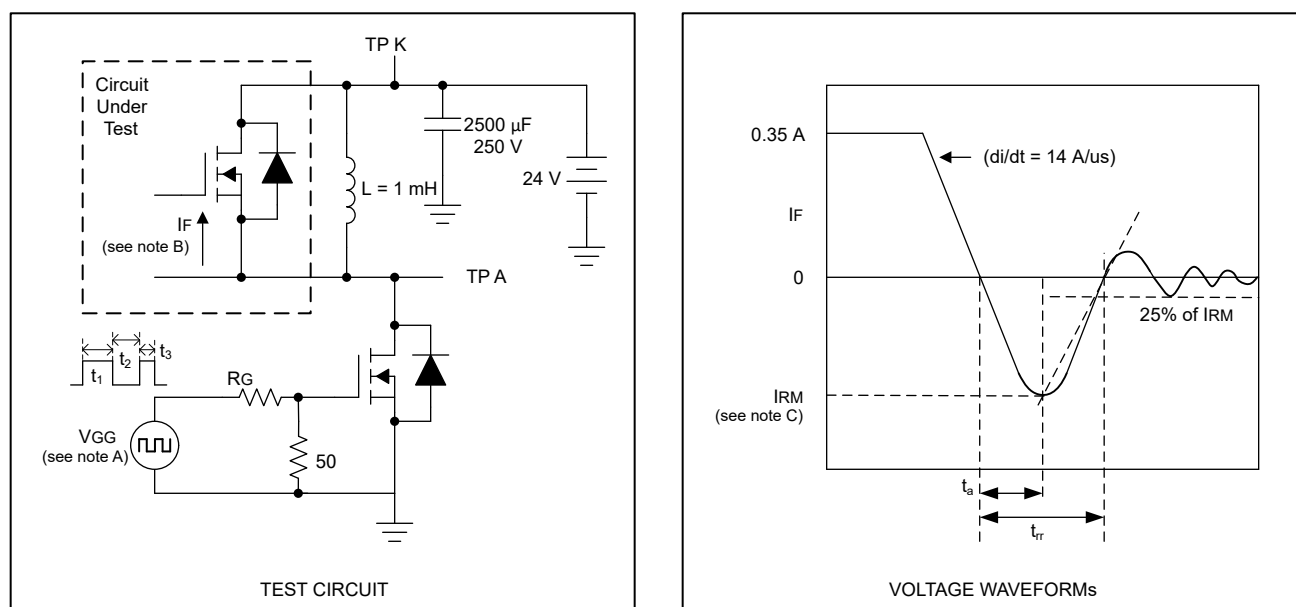 TP K
Circuit
Under
Test
2500 µF
250 V
24 V
L = 1 mH
IF
(see note B)
TP A
t1
t2
t3
RG
VGG
(see note A)
50
TEST CIRCUIT
0.35 A
(di/dt = 14 A/us)
IF
0
25% of IRM
IRM
(see note C)
ta
trr
VOLTAGE WAVEFORMs